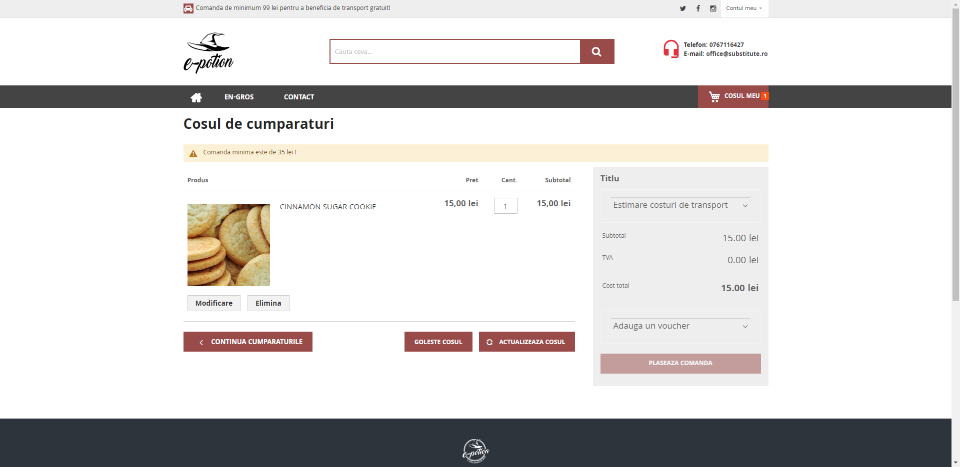 Comanda de minimum 99 lei pentru a beneficia de transport gratuit!
Contul meu
e-potion
Cauta ceva...
Telefon: 0767116427
E-mail: office@substitute.ro
EN-GROS
CONTACT
COSUL MEU 1
Cosul de cumparaturi
Comanda minima este de 35 lei !
Produs
Pret
Cant.
Subtotal
CINNAMON SUGAR COOKIE
15,00 lei
1
15,00 lei
Modificare
Elimina
CONTINUA CUMPARATURILE
GOLESTE COSUL
ACTUALIZEAZA COSUL
Titlu
Estimare costuri de transport
Subtotal 15.00 lei
TVA 0.00 lei
Cost total 15.00 lei
Adauga un voucher
PLASEAZA COMANDA
e-potion